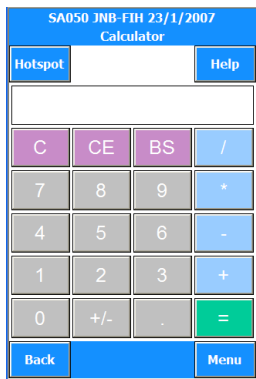 SA050 JNB-FIH 23/1/2007
Calculator
Hotspot Help
C CE BS /
7 8 9 *
4 5 6 -
1 2 3 +
0 +/- . =
Back Menu